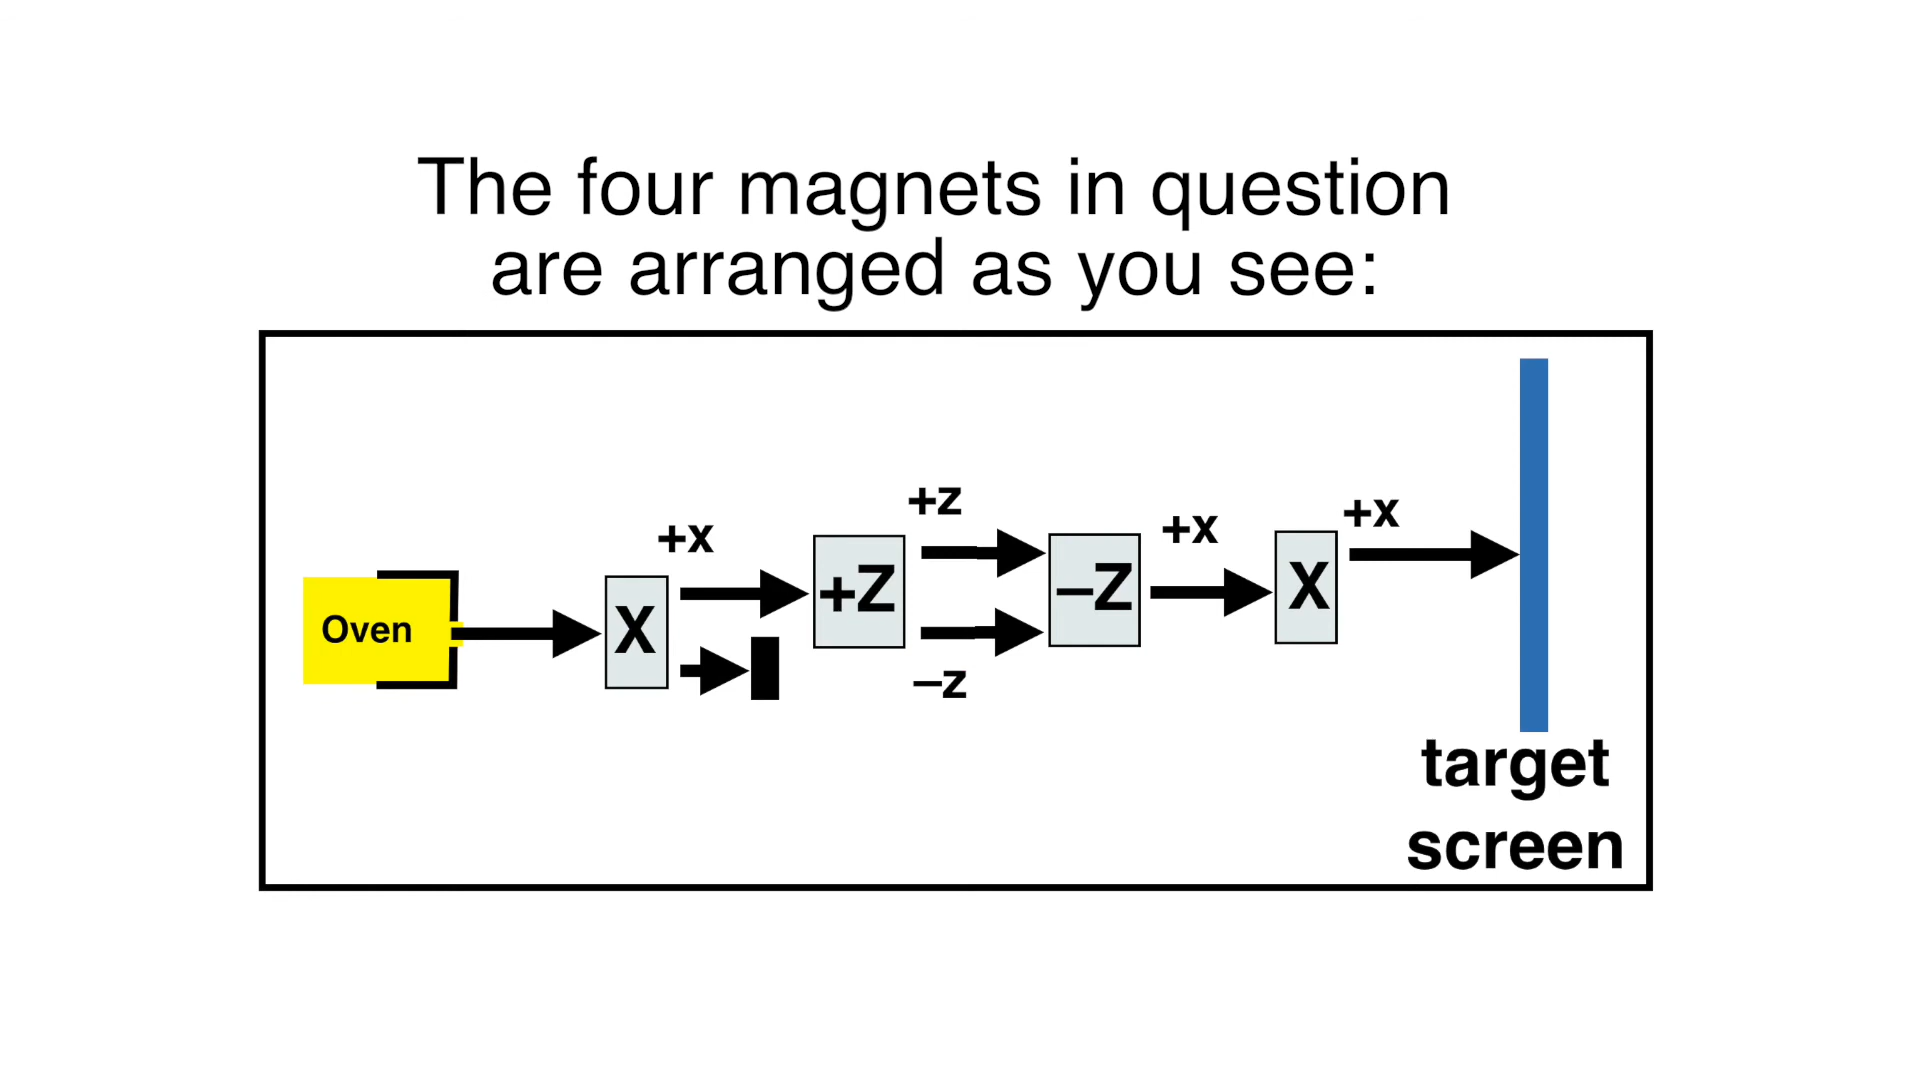 The four magnets in question
are arranged as you see:
+z
+x
+x
+x
+Z
–Z
X
X
Oven
–z
target
screen